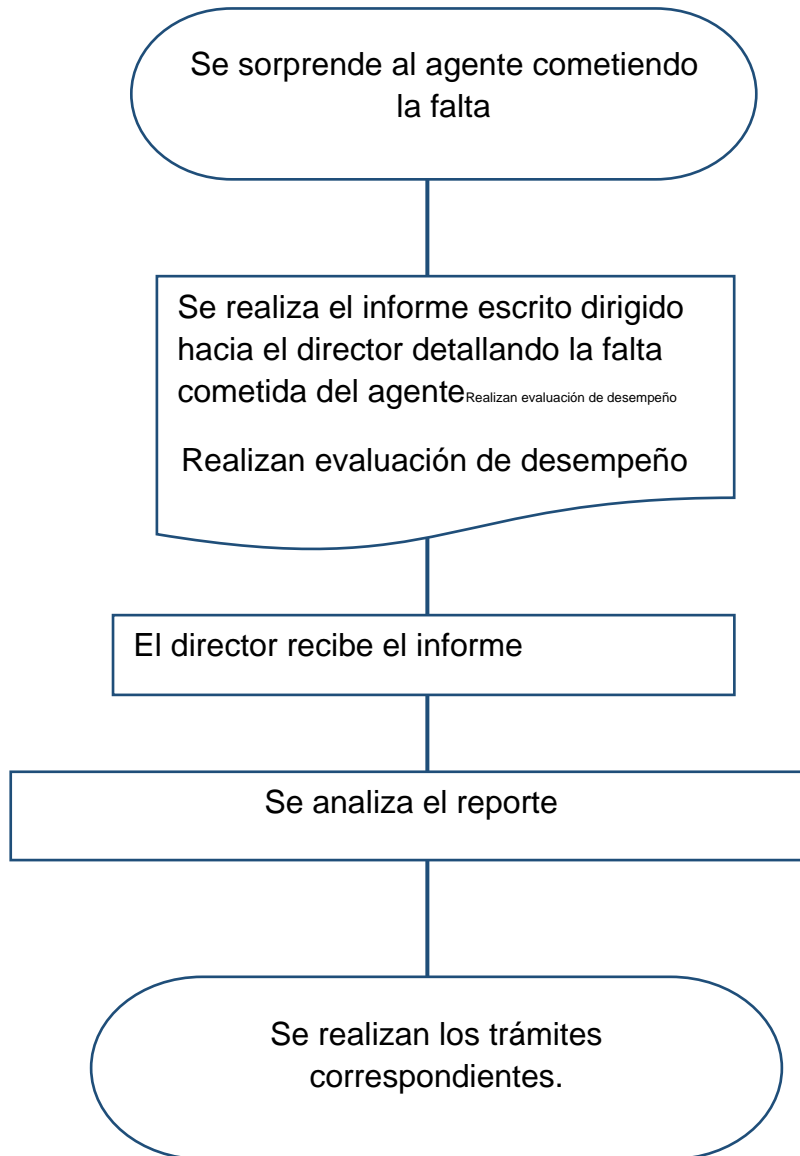 Se sorprende al agente cometiendo
la falta
Se realiza el informe escrito dirigido
hacia el director detallando la falta
cometida del agenteRealizan evaluación de desempeño
Realizan evaluación de desempeño
El director recibe el informe
Se analiza el reporte
Se realizan los trámites
correspondientes.